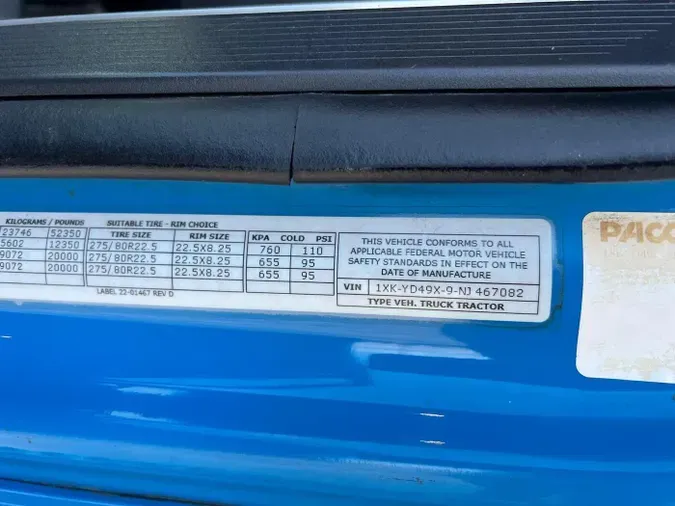 KILOGRAMS / POUNDS SUITABLE TIRE - RIM CHOICE
TIRE SIZE RIM SIZE KPA COLD PSI
23746 52350
5602 12350 275/80R22.5 22.5X8.25 760 110
9072 20000 275/80R22.5 22.5X8.25 655 95
9072 20000 275/80R22.5 22.5X8.25 655 95
LABEL 22-01467 REV D
THIS VEHICLE CONFORMS TO ALL
APPLICABLE FEDERAL MOTOR VEHICLE
SAFETY STANDARDS IN EFFECT ON THE
DATE OF MANUFACTURE
VIN 1XK-YD49X-9-NJ 467082
TYPE VEH. TRUCK TRACTOR
PACC